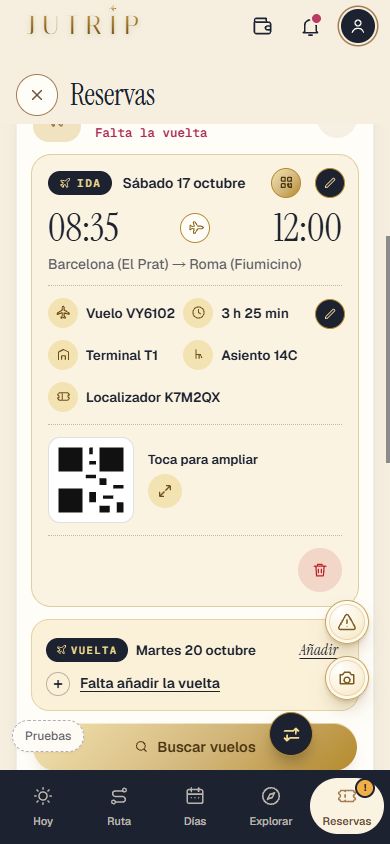 JUTRIP
Reservas
Falta la vuelta
IDA Sábado 17 octubre
08:35 12:00
Barcelona (El Prat) → Roma (Fiumicino)
Vuelo VY6102 3 h 25 min
Terminal T1 Asiento 14C
Localizador K7M2QX
Toca para ampliar
VUELTA Martes 20 octubre Añadir
+ Falta añadir la vuelta
Pruebas Buscar vuelos
!
Hoy Ruta Días Explorar Reservas